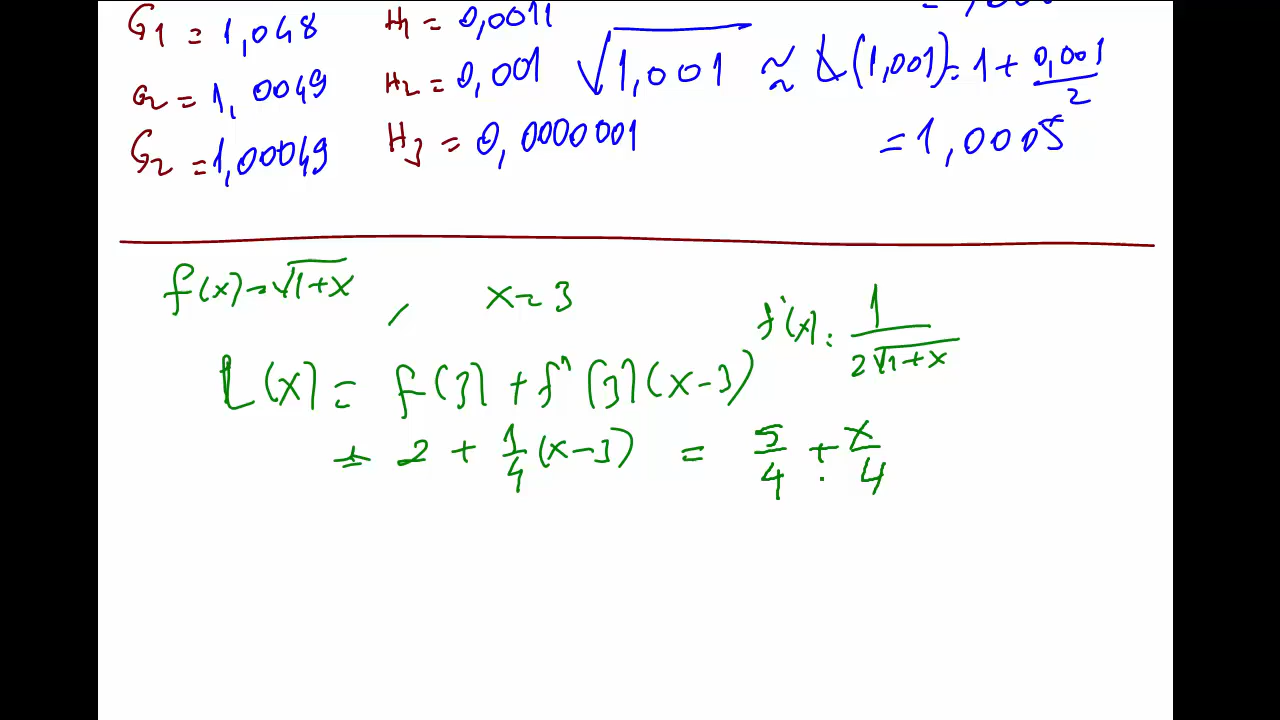 G1 = 1,048 H1 = 0,0011
G2 = 1,0049 H2 = 0,001 √1,001 ≈ L(1,001) = 1 + 0,001/2
G2 = 1,00049 H3 = 0,0000001 = 1,0005
f(x) = √1+x , x = 3 f'(x) : 1/2√1+x
L(x) = f(3) + f'(3)(x-3)
= 2 + 1/4 (x-3) = 5/4 + x/4